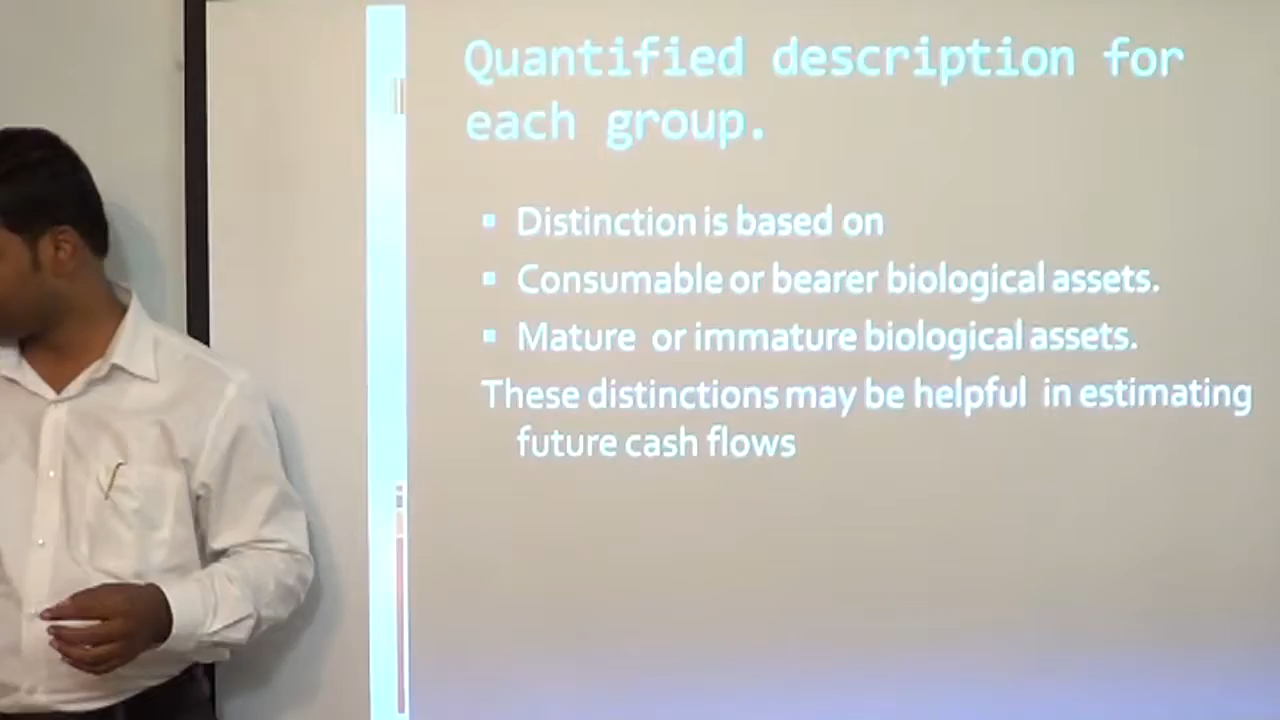 Quantified description for
each group.
Distinction is based on
Consumable or bearer biological assets.
Mature or immature biological assets.
These distinctions may be helpful in estimating
future cash flows